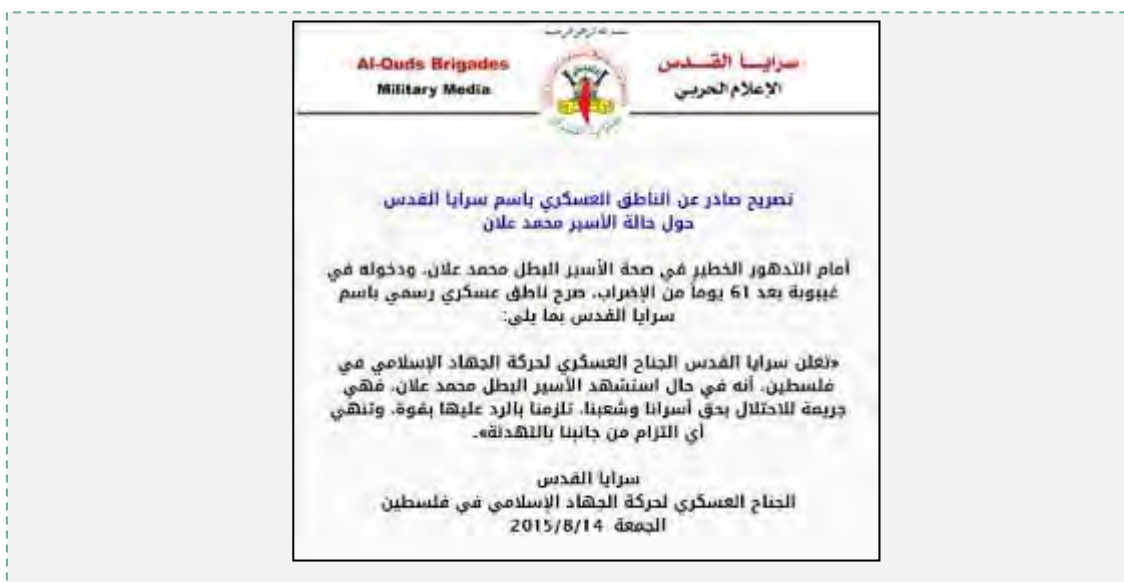 سرايـــا القـــدس
الإعلام الحربي
Al-Quds Brigades
Military Media
تصريح صادر عن الناطق العسكري باسم سرايا القدس
حول حالة الأسير محمد علان
أمام التدهور الخطير في صحة الأسير البطل محمد علان، ودخوله في
غيبوبة بعد 61 يوماً من الإضراب، صرح ناطق عسكري رسمي باسم
سرايا القدس بما يلي:
«تعلن سرايا القدس الجناح العسكري لحركة الجهاد الإسلامي في
فلسطين، أنه في حال استشهد الأسير البطل محمد علان، فهي
جريمة للاحتلال بحق أسرانا وشعبنا، تلزمنا بالرد عليها بقوة، وتنهي
أي التزام من جانبنا بالتهدئة».
سرايا القدس
الجناح العسكري لحركة الجهاد الإسلامي في فلسطين
الجمعة 2015/8/14